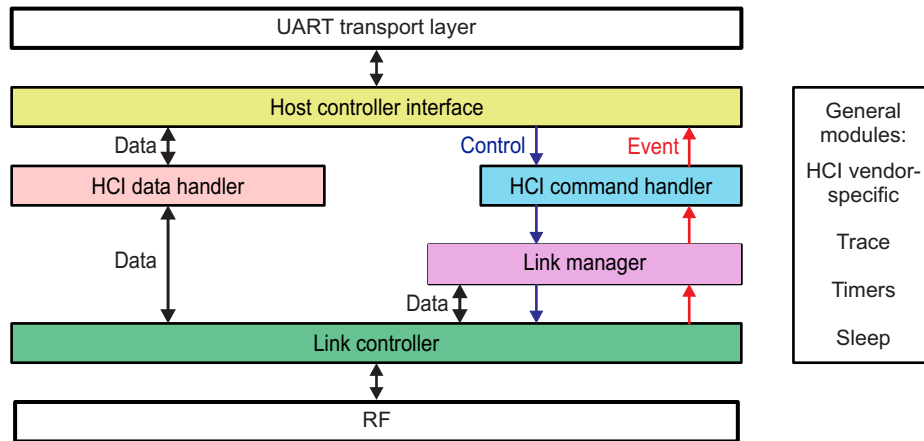 UART transport layer
Host controller interface
Data
Control
Event
HCI data handler
HCI command handler
Data
Link manager
Data
Link controller
RF
General
modules:
HCI vendor-
specific
Trace
Timers
Sleep